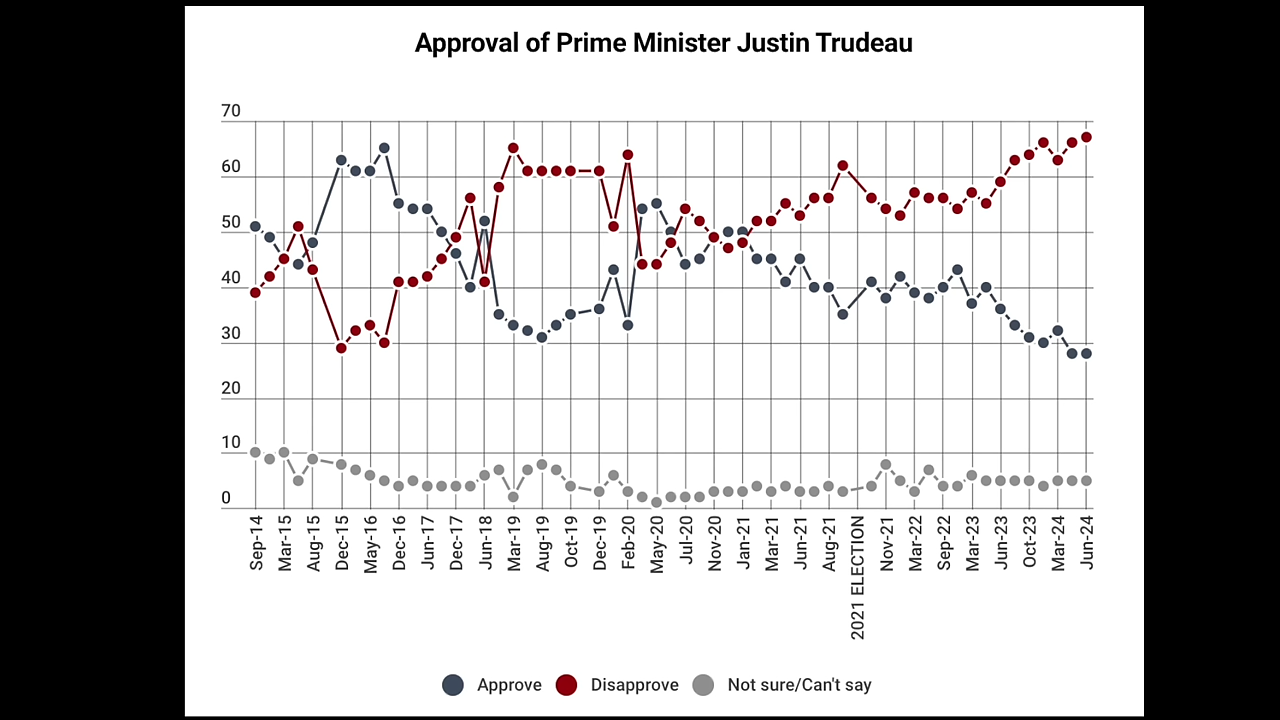 Approval of Prime Minister Justin Trudeau
70
60
50
40
30
20
10
0
Sep-14
Mar-15
Aug-15
Dec-15
May-16
Dec-16
Jun-17
Dec-17
Jun-18
Mar-19
Aug-19
Oct-19
Dec-19
Feb-20
May-20
Jul-20
Nov-20
Jan-21
Mar-21
Jun-21
Aug-21
2021 ELECTION
Nov-21
Mar-22
Sep-22
Mar-23
Jun-23
Oct-23
Mar-24
Jun-24
Approve Disapprove Not sure/Can't say